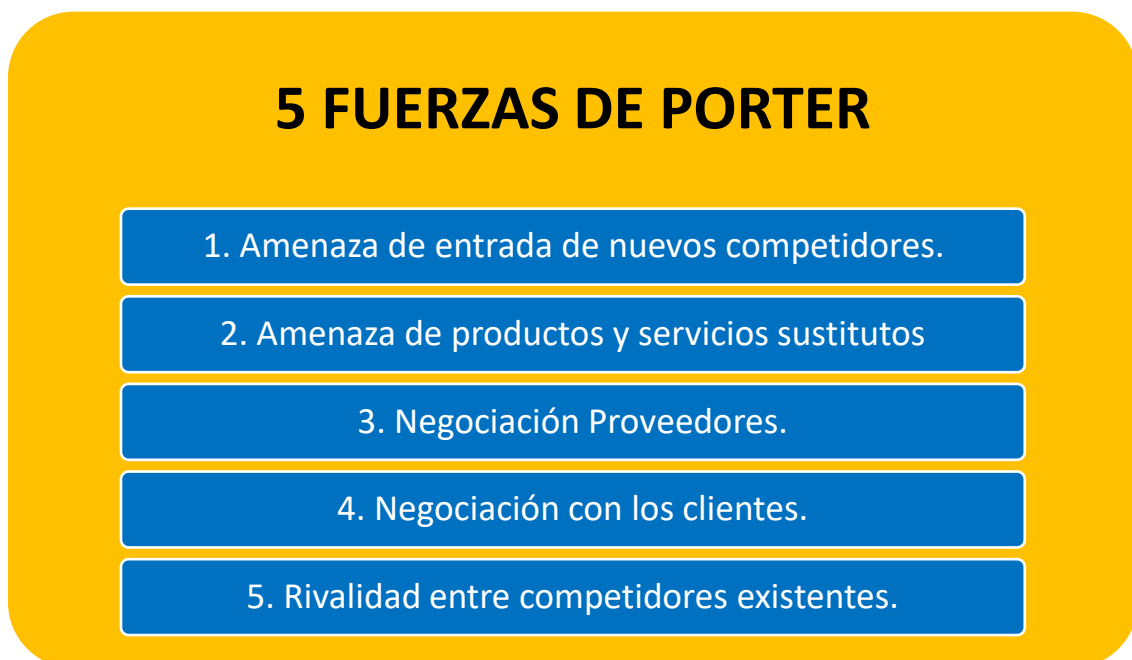 5 FUERZAS DE PORTER
1. Amenaza de entrada de nuevos competidores.
2. Amenaza de productos y servicios sustitutos
3. Negociación Proveedores.
4. Negociación con los clientes.
5. Rivalidad entre competidores existentes.